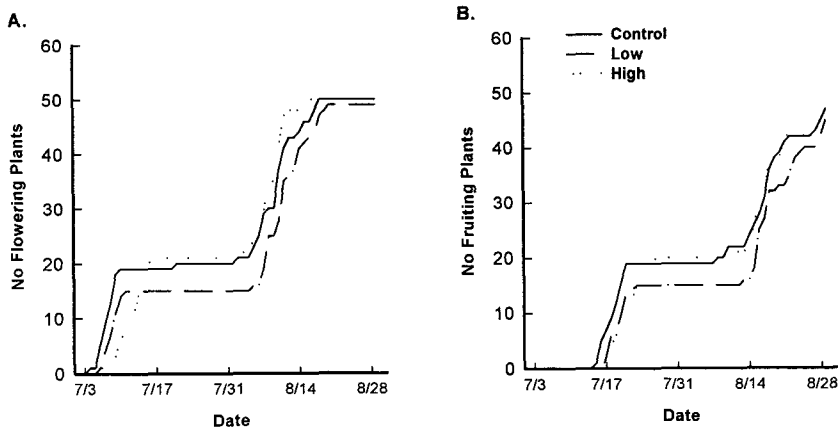 A.
60
50
40
30
20
10
0
No Flowering Plants
7/3 7/17 7/31 8/14 8/28
Date
B.
Control
Low
High
60
50
40
30
20
10
0
No Fruiting Plants
7/3 7/17 7/31 8/14 8/28
Date